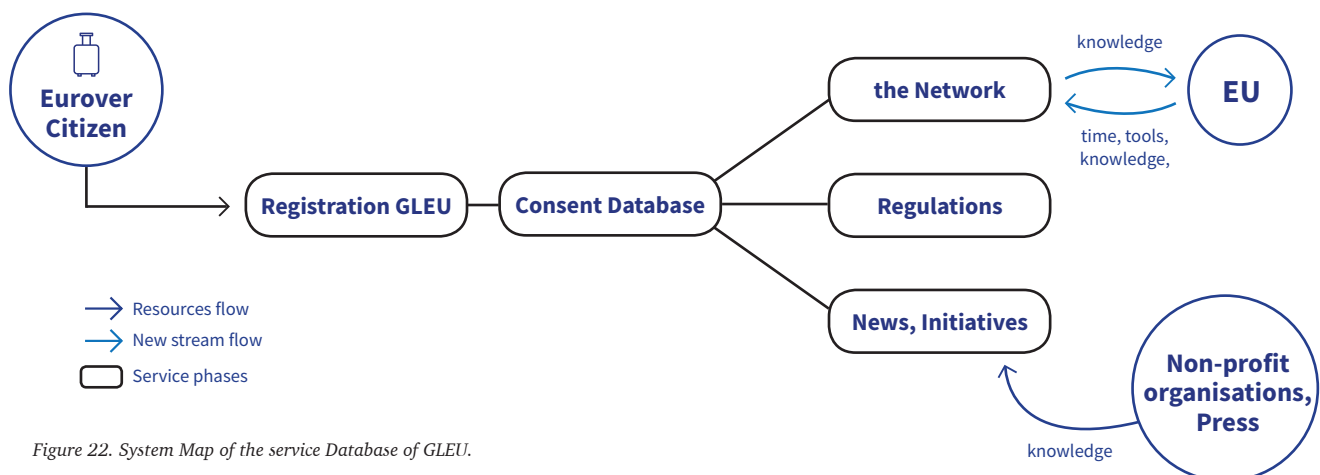 Eurover
Citizen
Registration GLEU
Consent Database
the Network
Regulations
News, Initiatives
knowledge
time, tools,
knowledge,
EU
Non-profit
organisations,
Press
knowledge
Resources flow
New stream flow
Service phases
Figure 22. System Map of the service Database of GLEU.